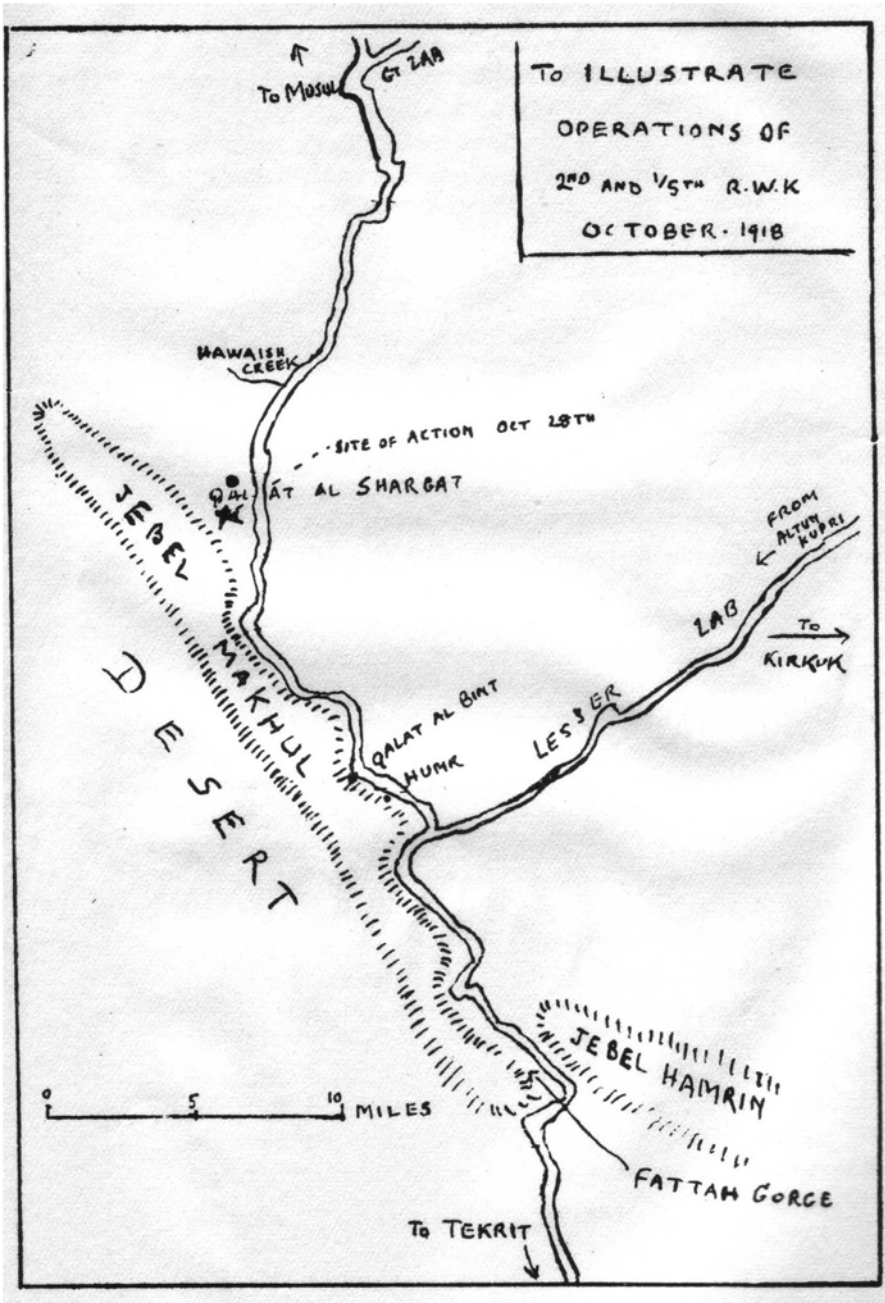 TO ILLUSTRATE
OPERATIONS OF
2ND AND 1/5TH R.W.K
OCTOBER. 1918
TO MOSUL
GT ZAB
HAWAISH
CREEK
SITE OF ACTION OCT 28TH
QAL'ÁT AL SHARGAT
JEBEL
MAKHUL
DESERT
FROM
ALTUN
KUPRI
LESSER ZAB
TO
KIRKUK
QALAT AL BINT
HUMR
JEBEL HAMRIN
0 5 10 MILES
FATTAH GORGE
TO TEKRIT